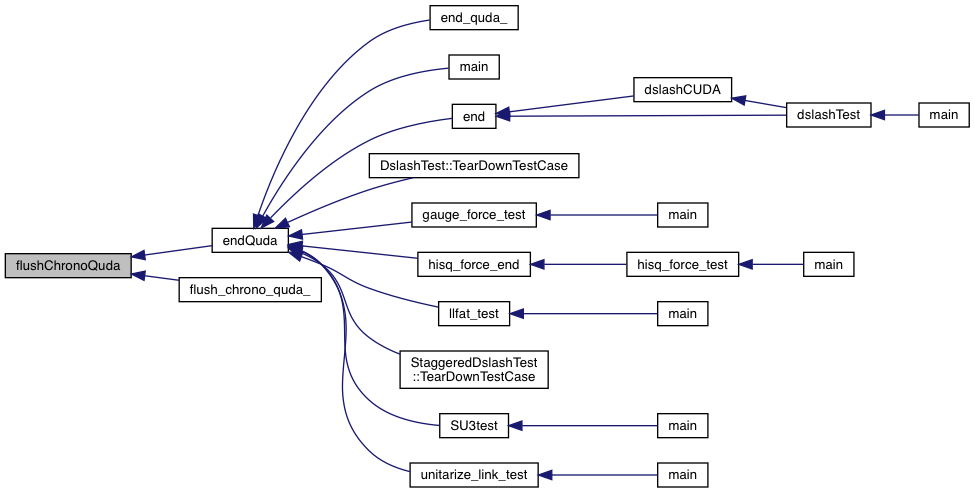 end_quda_
main
dslashCUDA
end
dslashTest
main
DslashTest::TearDownTestCase
gauge_force_test
main
endQuda
flushChronoQuda
hisq_force_end
hisq_force_test
main
flush_chrono_quda_
llfat_test
main
StaggeredDslashTest
::TearDownTestCase
SU3test
main
unitarize_link_test
main